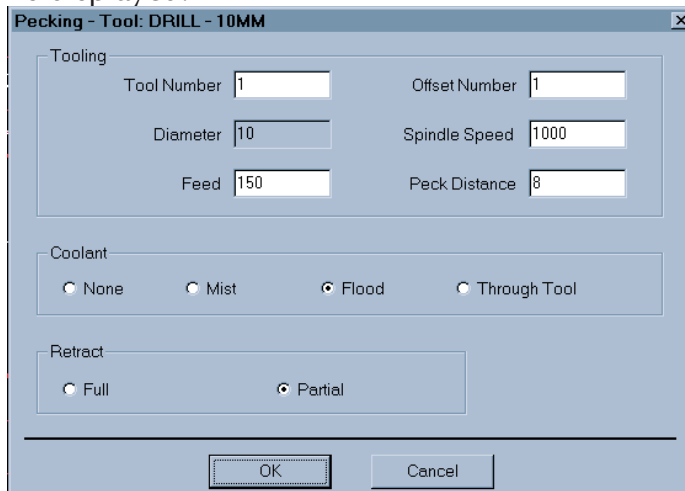 Pecking - Tool: DRILL - 10MM
Tooling
Tool Number 1 Offset Number 1
Diameter 10 Spindle Speed 1000
Feed 150 Peck Distance 8
Coolant
None Mist Flood Through Tool
Retract
Full Partial
OK Cancel